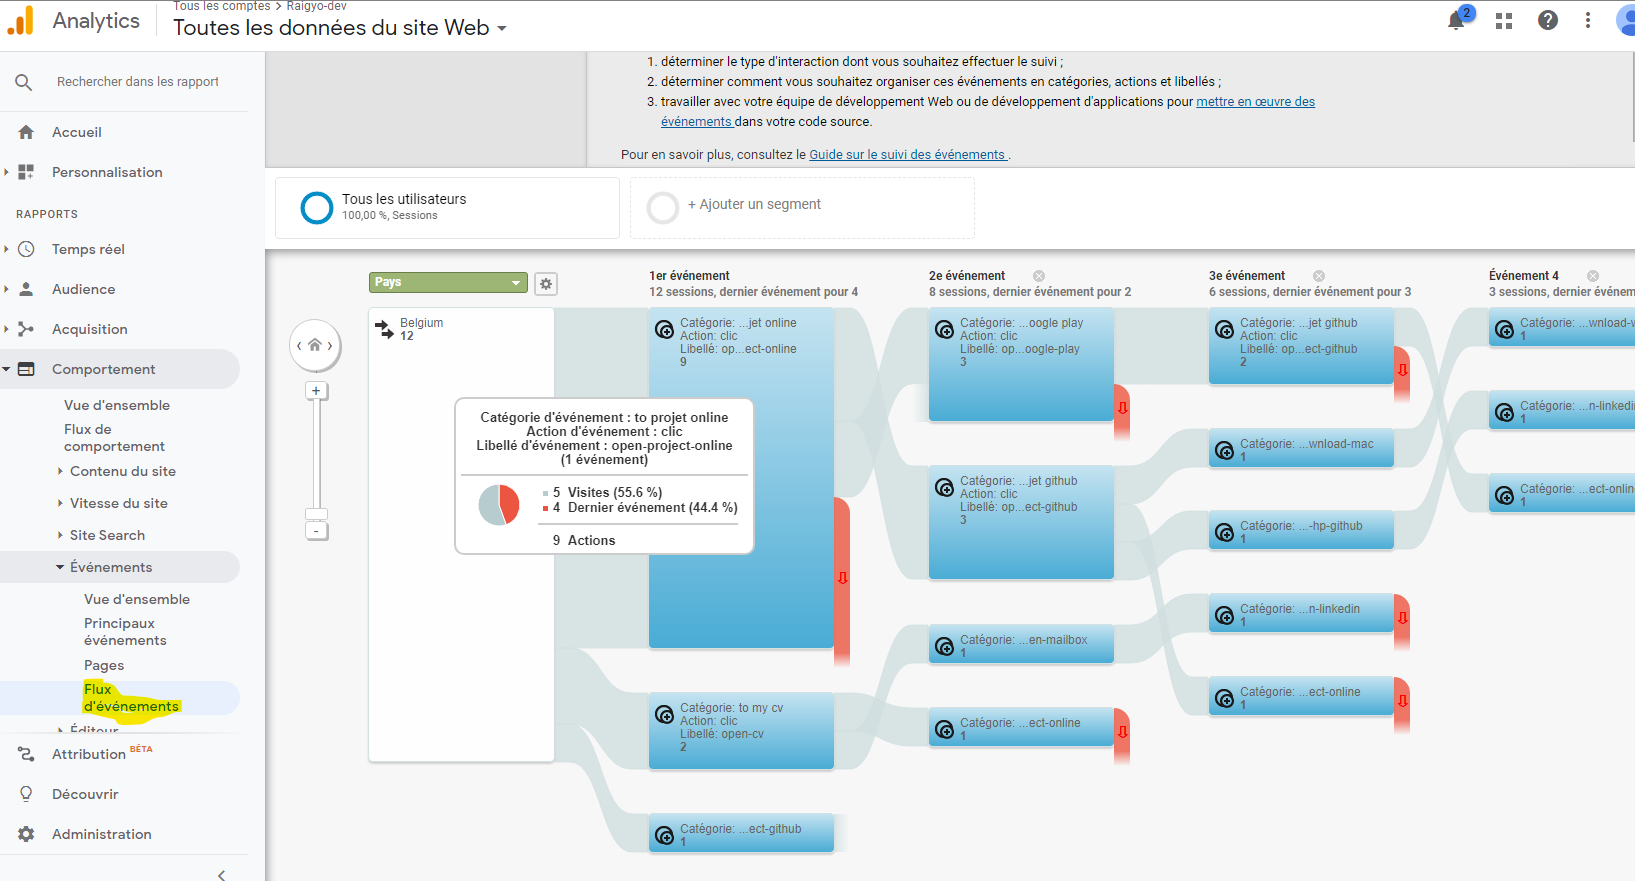 Analytics
Tous les comptes > Raigyo-dev
Toutes les données du site Web
2
Rechercher dans les rapport
Accueil
Personnalisation
RAPPORTS
Temps réel
Audience
Acquisition
Comportement
Vue d'ensemble
Flux de
comportement
Contenu du site
Vitesse du site
Site Search
Événements
Vue d'ensemble
Principaux
événements
Pages
Flux
d'événements
Éditeur
Attribution BÊTA
Découvrir
Administration
1. déterminer le type d'interaction dont vous souhaitez effectuer le suivi ;
2. déterminer comment vous souhaitez organiser ces événements en catégories, actions et libellés ;
3. travailler avec votre équipe de développement Web ou de développement d'applications pour mettre en œuvre des
événements dans votre code source.
Pour en savoir plus, consultez le Guide sur le suivi des événements .
Tous les utilisateurs
100,00 %, Sessions
+ Ajouter un segment
Pays
Belgium
12
1er événement
12 sessions, dernier événement pour 4
Catégorie: ...jet online
Action: clic
Libellé: op...ect-online
9
Catégorie d'événement : to projet online
Action d'événement : clic
Libellé d'événement : open-project-online
(1 événement)
5 Visites (55.6 %)
4 Dernier événement (44.4 %)
9 Actions
Catégorie: to my cv
Action: clic
Libellé: open-cv
2
Catégorie: ...ect-github
1
2e événement
8 sessions, dernier événement pour 2
Catégorie: ...oogle play
Action: clic
Libellé: op...oogle-play
3
Catégorie: ...jet github
Action: clic
Libellé: op...ect-github
3
Catégorie: ...en-mailbox
1
Catégorie: ...ect-online
1
3e événement
6 sessions, dernier événement pour 3
Catégorie: ...jet github
Action: clic
Libellé: op...ect-github
2
Catégorie: ...wnload-mac
1
Catégorie: ...-hp-github
1
Catégorie: ...n-linkedin
1
Catégorie: ...ect-online
1
Événement 4
3 sessions, dernier événem
Catégorie: ...wnload-w
1
Catégorie: ...n-linkedi
1
Catégorie: ...ect-onlin
1